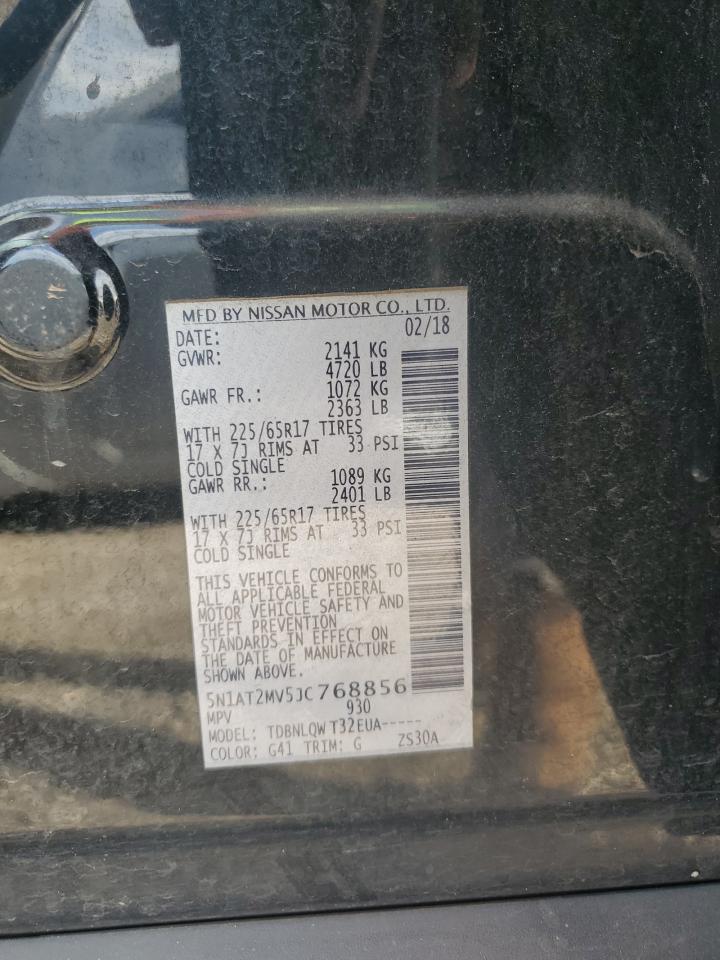 MFD BY NISSAN MOTOR CO., LTD.
DATE: 02/18
GVWR: 2141 KG
4720 LB
GAWR FR.: 1072 KG
2363 LB
WITH 225/65R17 TIRES
17 X 7J RIMS AT 33 PSI
COLD SINGLE
GAWR RR.: 1089 KG
2401 LB
WITH 225/65R17 TIRES
17 X 7J RIMS AT 33 PSI
COLD SINGLE
THIS VEHICLE CONFORMS TO
ALL APPLICABLE FEDERAL
MOTOR VEHICLE SAFETY AND
THEFT PREVENTION
STANDARDS IN EFFECT ON
THE DATE OF MANUFACTURE
SHOWN ABOVE.
5N1AT2MV5JC768856
MPV 930
MODEL: TDBNLQW T32EUA-----
COLOR: G41 TRIM: G ZS30A